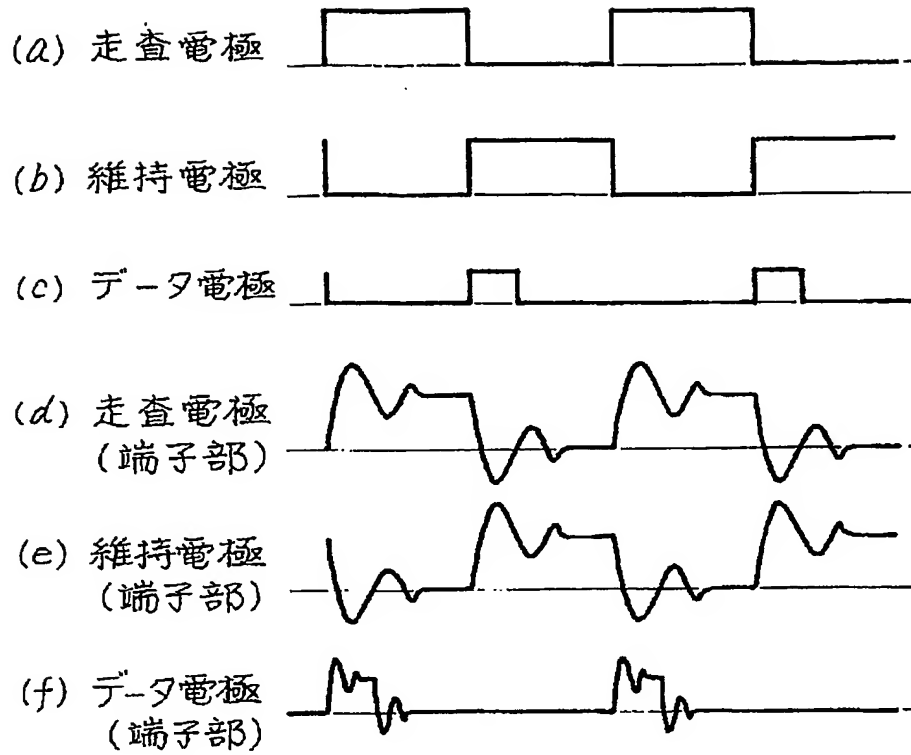 (a) 走査電極
(b) 維持電極
(c) データ電極
(d) 走査電極
(端子部)
(e) 維持電極
(端子部)
(f) データ電極
(端子部)